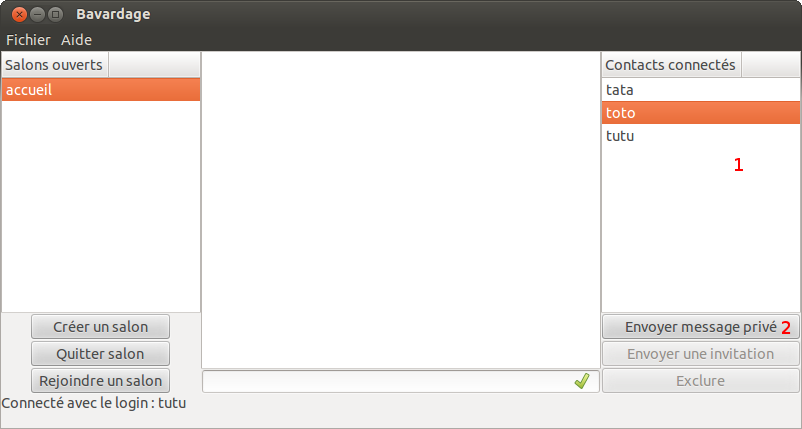 Bavardage
Fichier Aide
Salons ouverts
accueil
Contacts connectés
tata
toto
tutu
1
Créer un salon
Quitter salon
Rejoindre un salon
Envoyer message privé 2
Envoyer une invitation
Exclure
Connecté avec le login : tutu